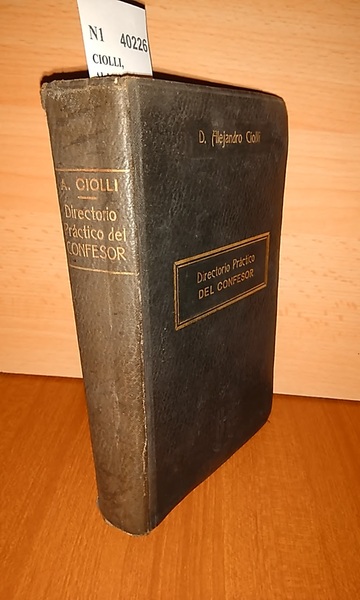 N1 40226
CIOLLI,
A. CIOLLI
Directorio
Práctico del
CONFESOR
D. Alejandro Ciolli
Directorio Práctico
DEL CONFESOR